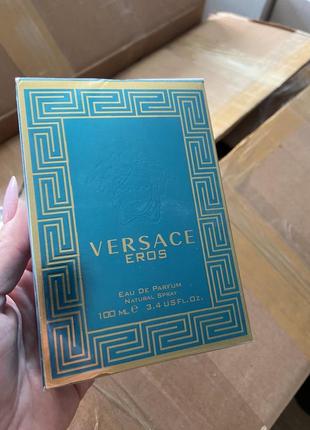 VERSACE
EROS
EAU DE PARFUM
NATURAL SPRAY
100 ML ℮ 3.4 US FL.OZ.